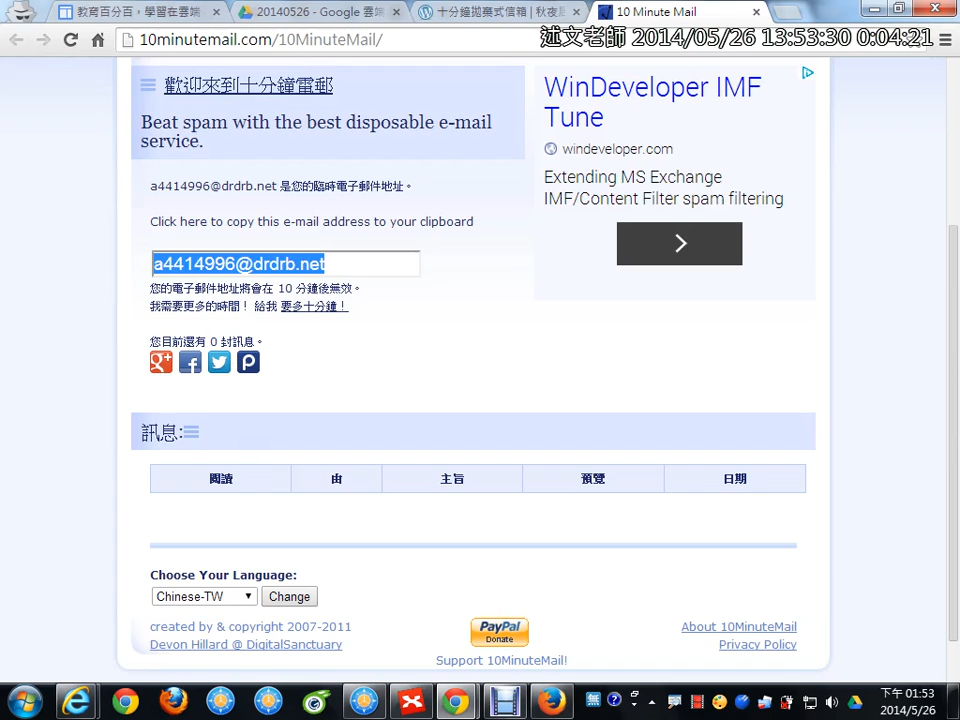 教育百分百，學習在雲端
20140526 - Google 雲端
十分鐘拋棄式信箱 | 秋夜
10 Minute Mail
10minutemail.com/10MinuteMail/
述文老師 2014/05/26 13:53:30 0:04:21
歡迎來到十分鐘電郵
Beat spam with the best disposable e-mail
service.
a4414996@drdrb.net 是您的臨時電子郵件地址。
Click here to copy this e-mail address to your clipboard
a4414996@drdrb.net
您的電子郵件地址將會在 10 分鐘後無效。
我需要更多的時間！ 給我 要多十分鐘！
您目前還有 0 封訊息。
WinDeveloper IMF
Tune
windeveloper.com
Extending MS Exchange
IMF/Content Filter spam filtering
訊息:
閱讀 由 主旨 預覽 日期
Choose Your Language:
Chinese-TW Change
created by & copyright 2007-2011
Devon Hillard @ DigitalSanctuary
PayPal
Donate
Support 10MinuteMail!
About 10MinuteMail
Privacy Policy
下午 01:53
2014/5/26